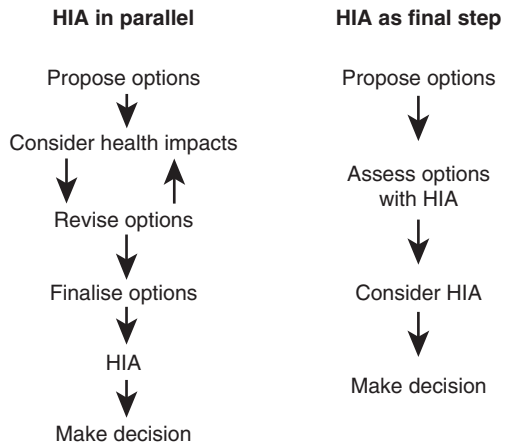 HIA in parallel
Propose options
Consider health impacts
Revise options
Finalise options
HIA
Make decision
HIA as final step
Propose options
Assess options
with HIA
Consider HIA
Make decision